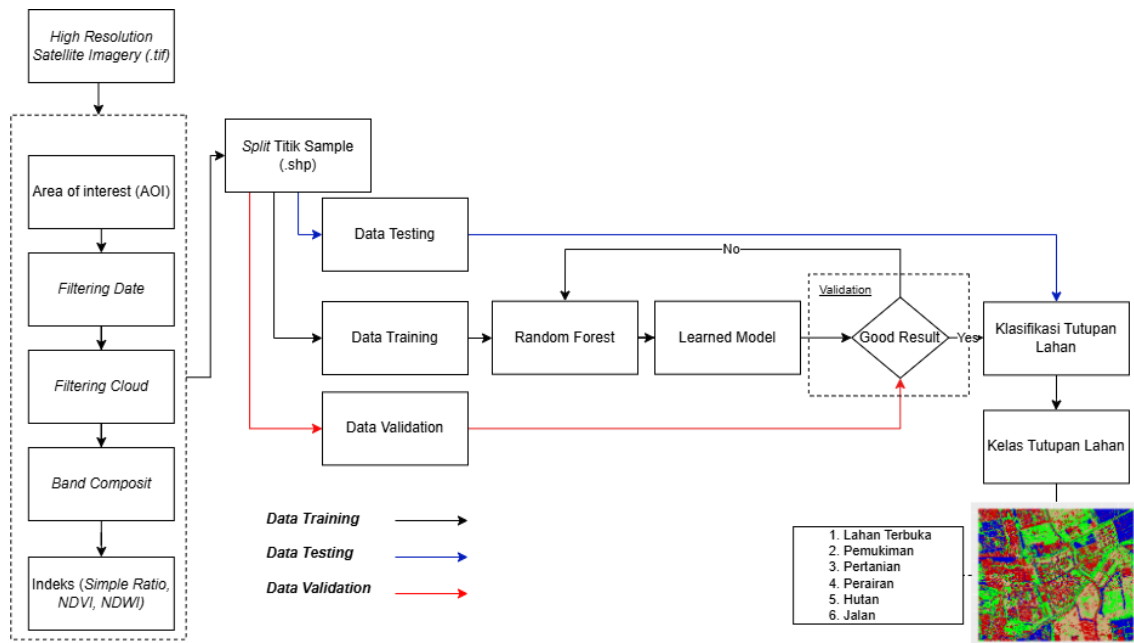 High Resolution
Satellite Imagery (.tif)
Area of interest (AOI)
Filtering Date
Filtering Cloud
Band Composit
Indeks (Simple Ratio,
NDVI, NDWI)
Split Titik Sample
(.shp)
Data Testing
Data Training
Data Validation
Random Forest
Learned Model
No
Validation
Good Result
Yes
Klasifikasi Tutupan
Lahan
Kelas Tutupan Lahan
Data Training
Data Testing
Data Validation
1. Lahan Terbuka
2. Pemukiman
3. Pertanian
4. Perairan
5. Hutan
6. Jalan